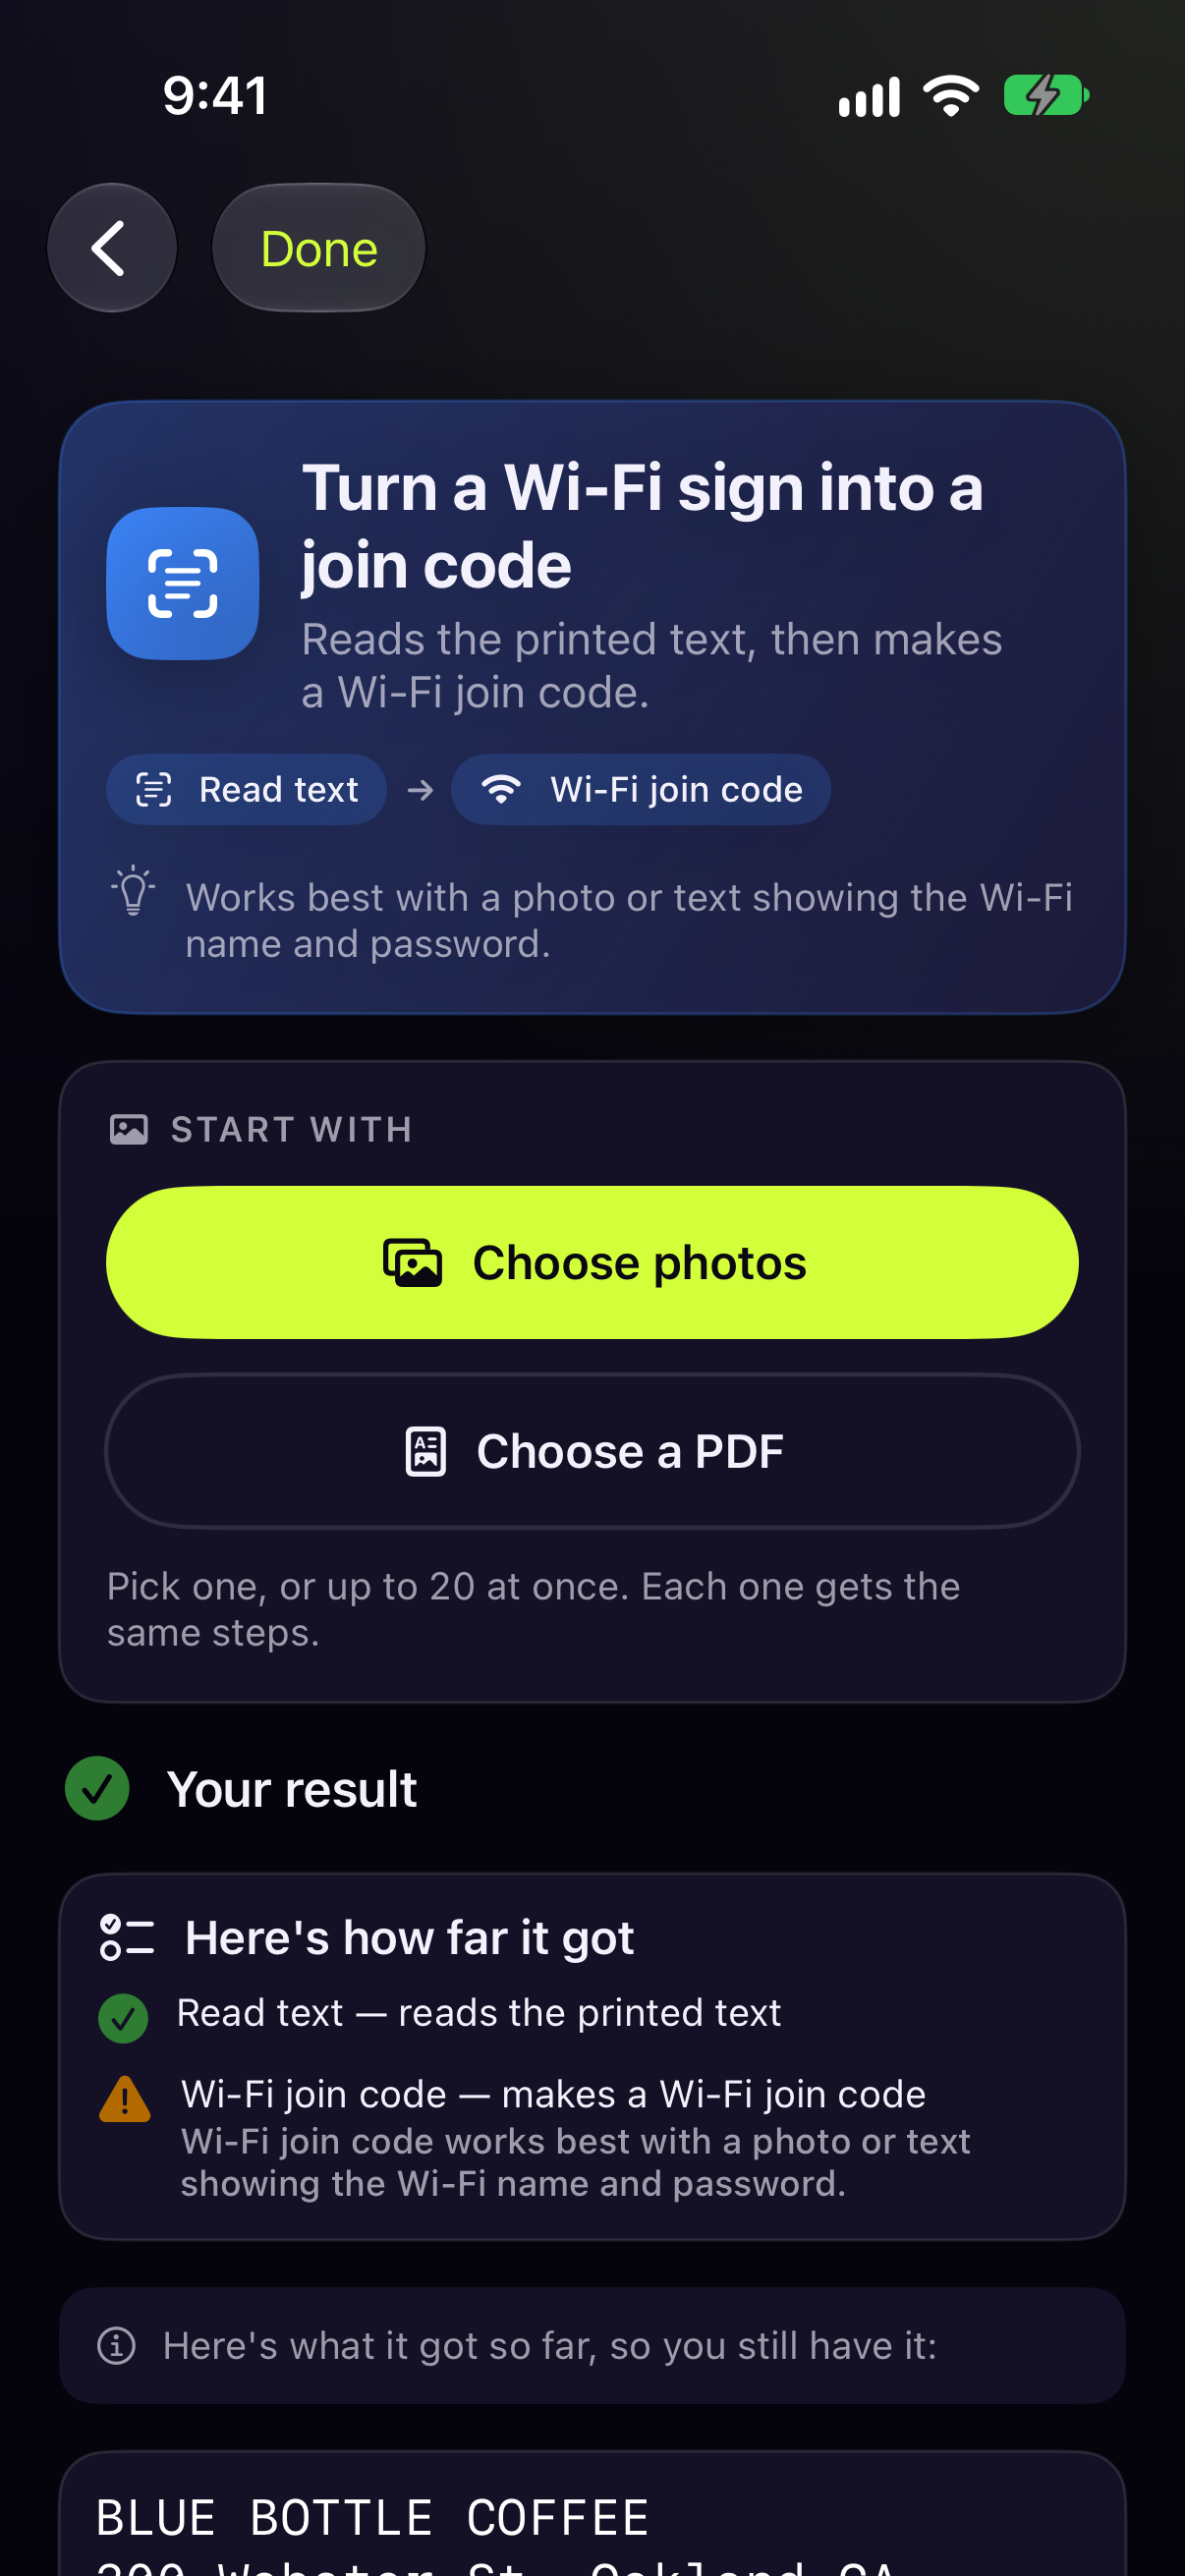 9:41
Done
Turn a Wi-Fi sign into a
join code
Reads the printed text, then makes
a Wi-Fi join code.
Read text → Wi-Fi join code
Works best with a photo or text showing the Wi-Fi
name and password.
START WITH
Choose photos
Choose a PDF
Pick one, or up to 20 at once. Each one gets the
same steps.
Your result
Here's how far it got
Read text — reads the printed text
Wi-Fi join code — makes a Wi-Fi join code
Wi-Fi join code works best with a photo or text
showing the Wi-Fi name and password.
Here's what it got so far, so you still have it:
BLUE BOTTLE COFFEE
300 Webster St, Oakland CA